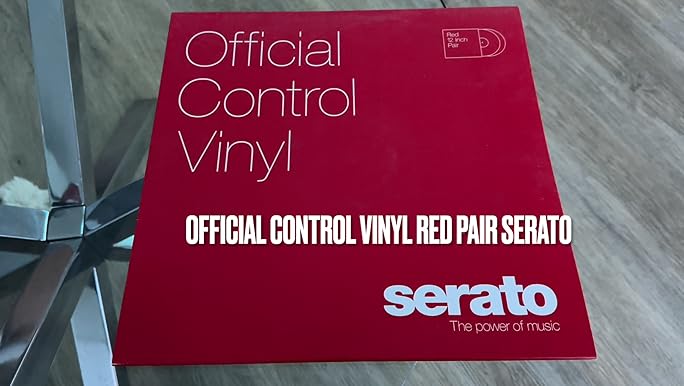 Official
Control
Vinyl
Red
12 Inch
Pair
OFFICIAL CONTROL VINYL RED PAIR SERATO
serato
The power of music